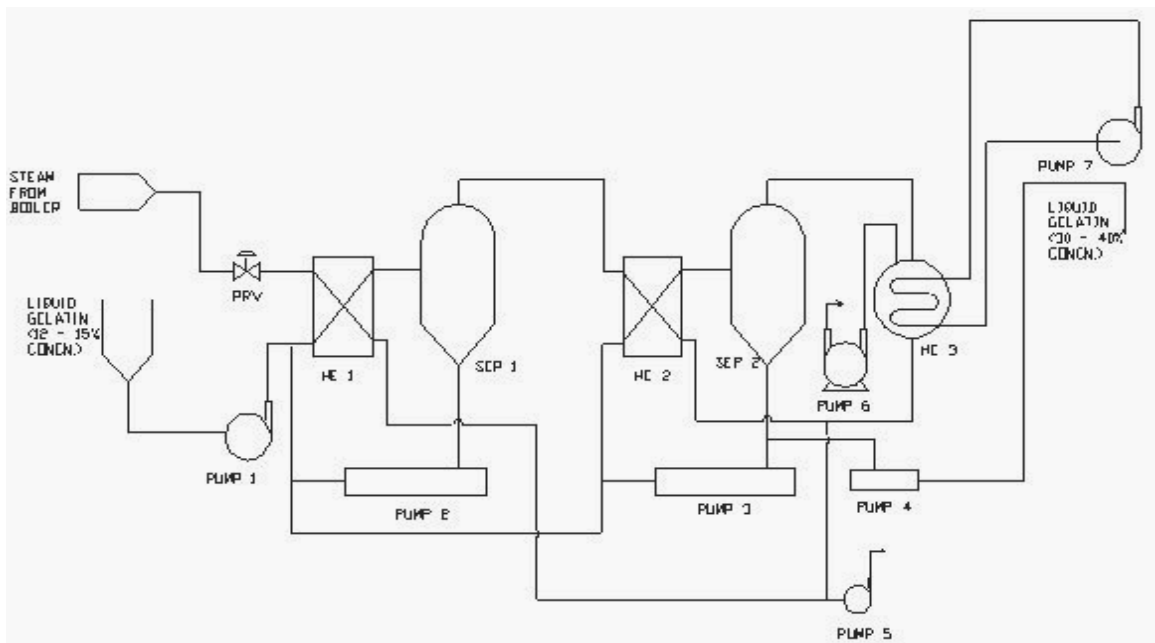 STEAM
FROM
BOILER
PRV
LIQUID
GELATIN
(12 - 15%
CONCN.)
HE 1
SEP 1
PUMP 1
PUMP 2
HE 2
SEP 2
PUMP 3
PUMP 6
HE 3
PUMP 4
PUMP 5
PUMP 7
LIQUID
GELATIN
(30 - 40%
CONCN.)